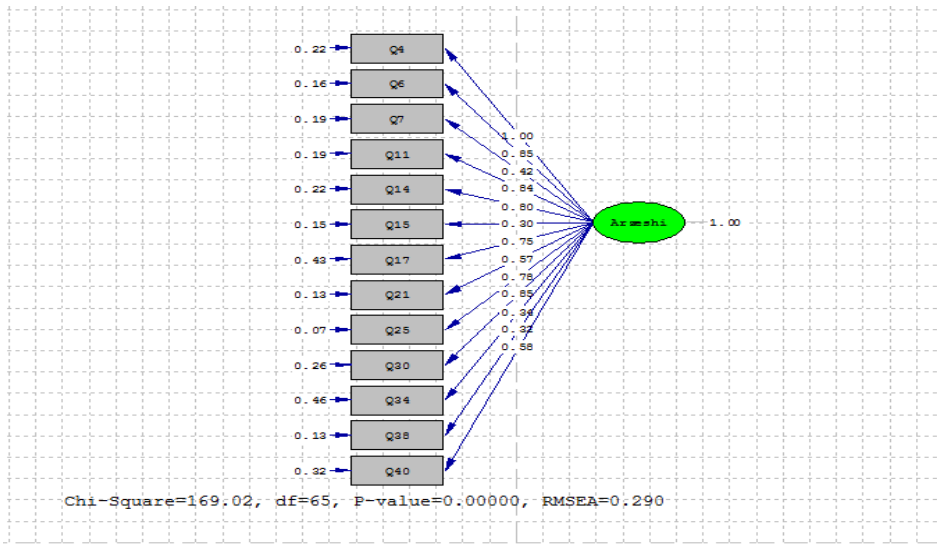 0.22 Q4
0.16 Q6
0.19 Q7
0.19 Q11
0.22 Q14
0.15 Q15
0.43 Q17
0.13 Q21
0.07 Q25
0.26 Q30
0.46 Q34
0.13 Q38
0.32 Q40
1.00
0.85
0.42
0.84
0.80
0.30
0.75
0.57
0.78
0.85
0.34
0.32
0.58
Arameshi 1.00
Chi-Square=169.02, df=65, P-value=0.00000, RMSEA=0.290